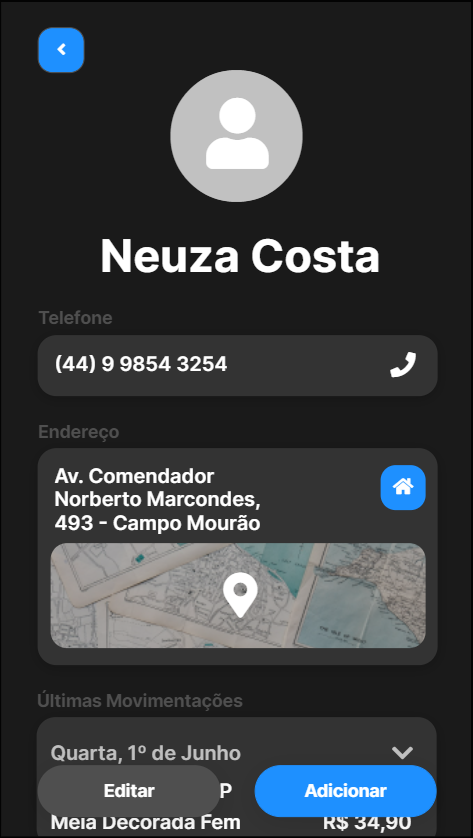 Neuza Costa
Telefone
(44) 9 9854 3254
Endereço
Av. Comendador
Norberto Marcondes,
493 - Campo Mourão
Últimas Movimentações
Quarta, 1º de Junho
Editar
P
Adicionar
Meia Decorada Fem
R$ 34,90